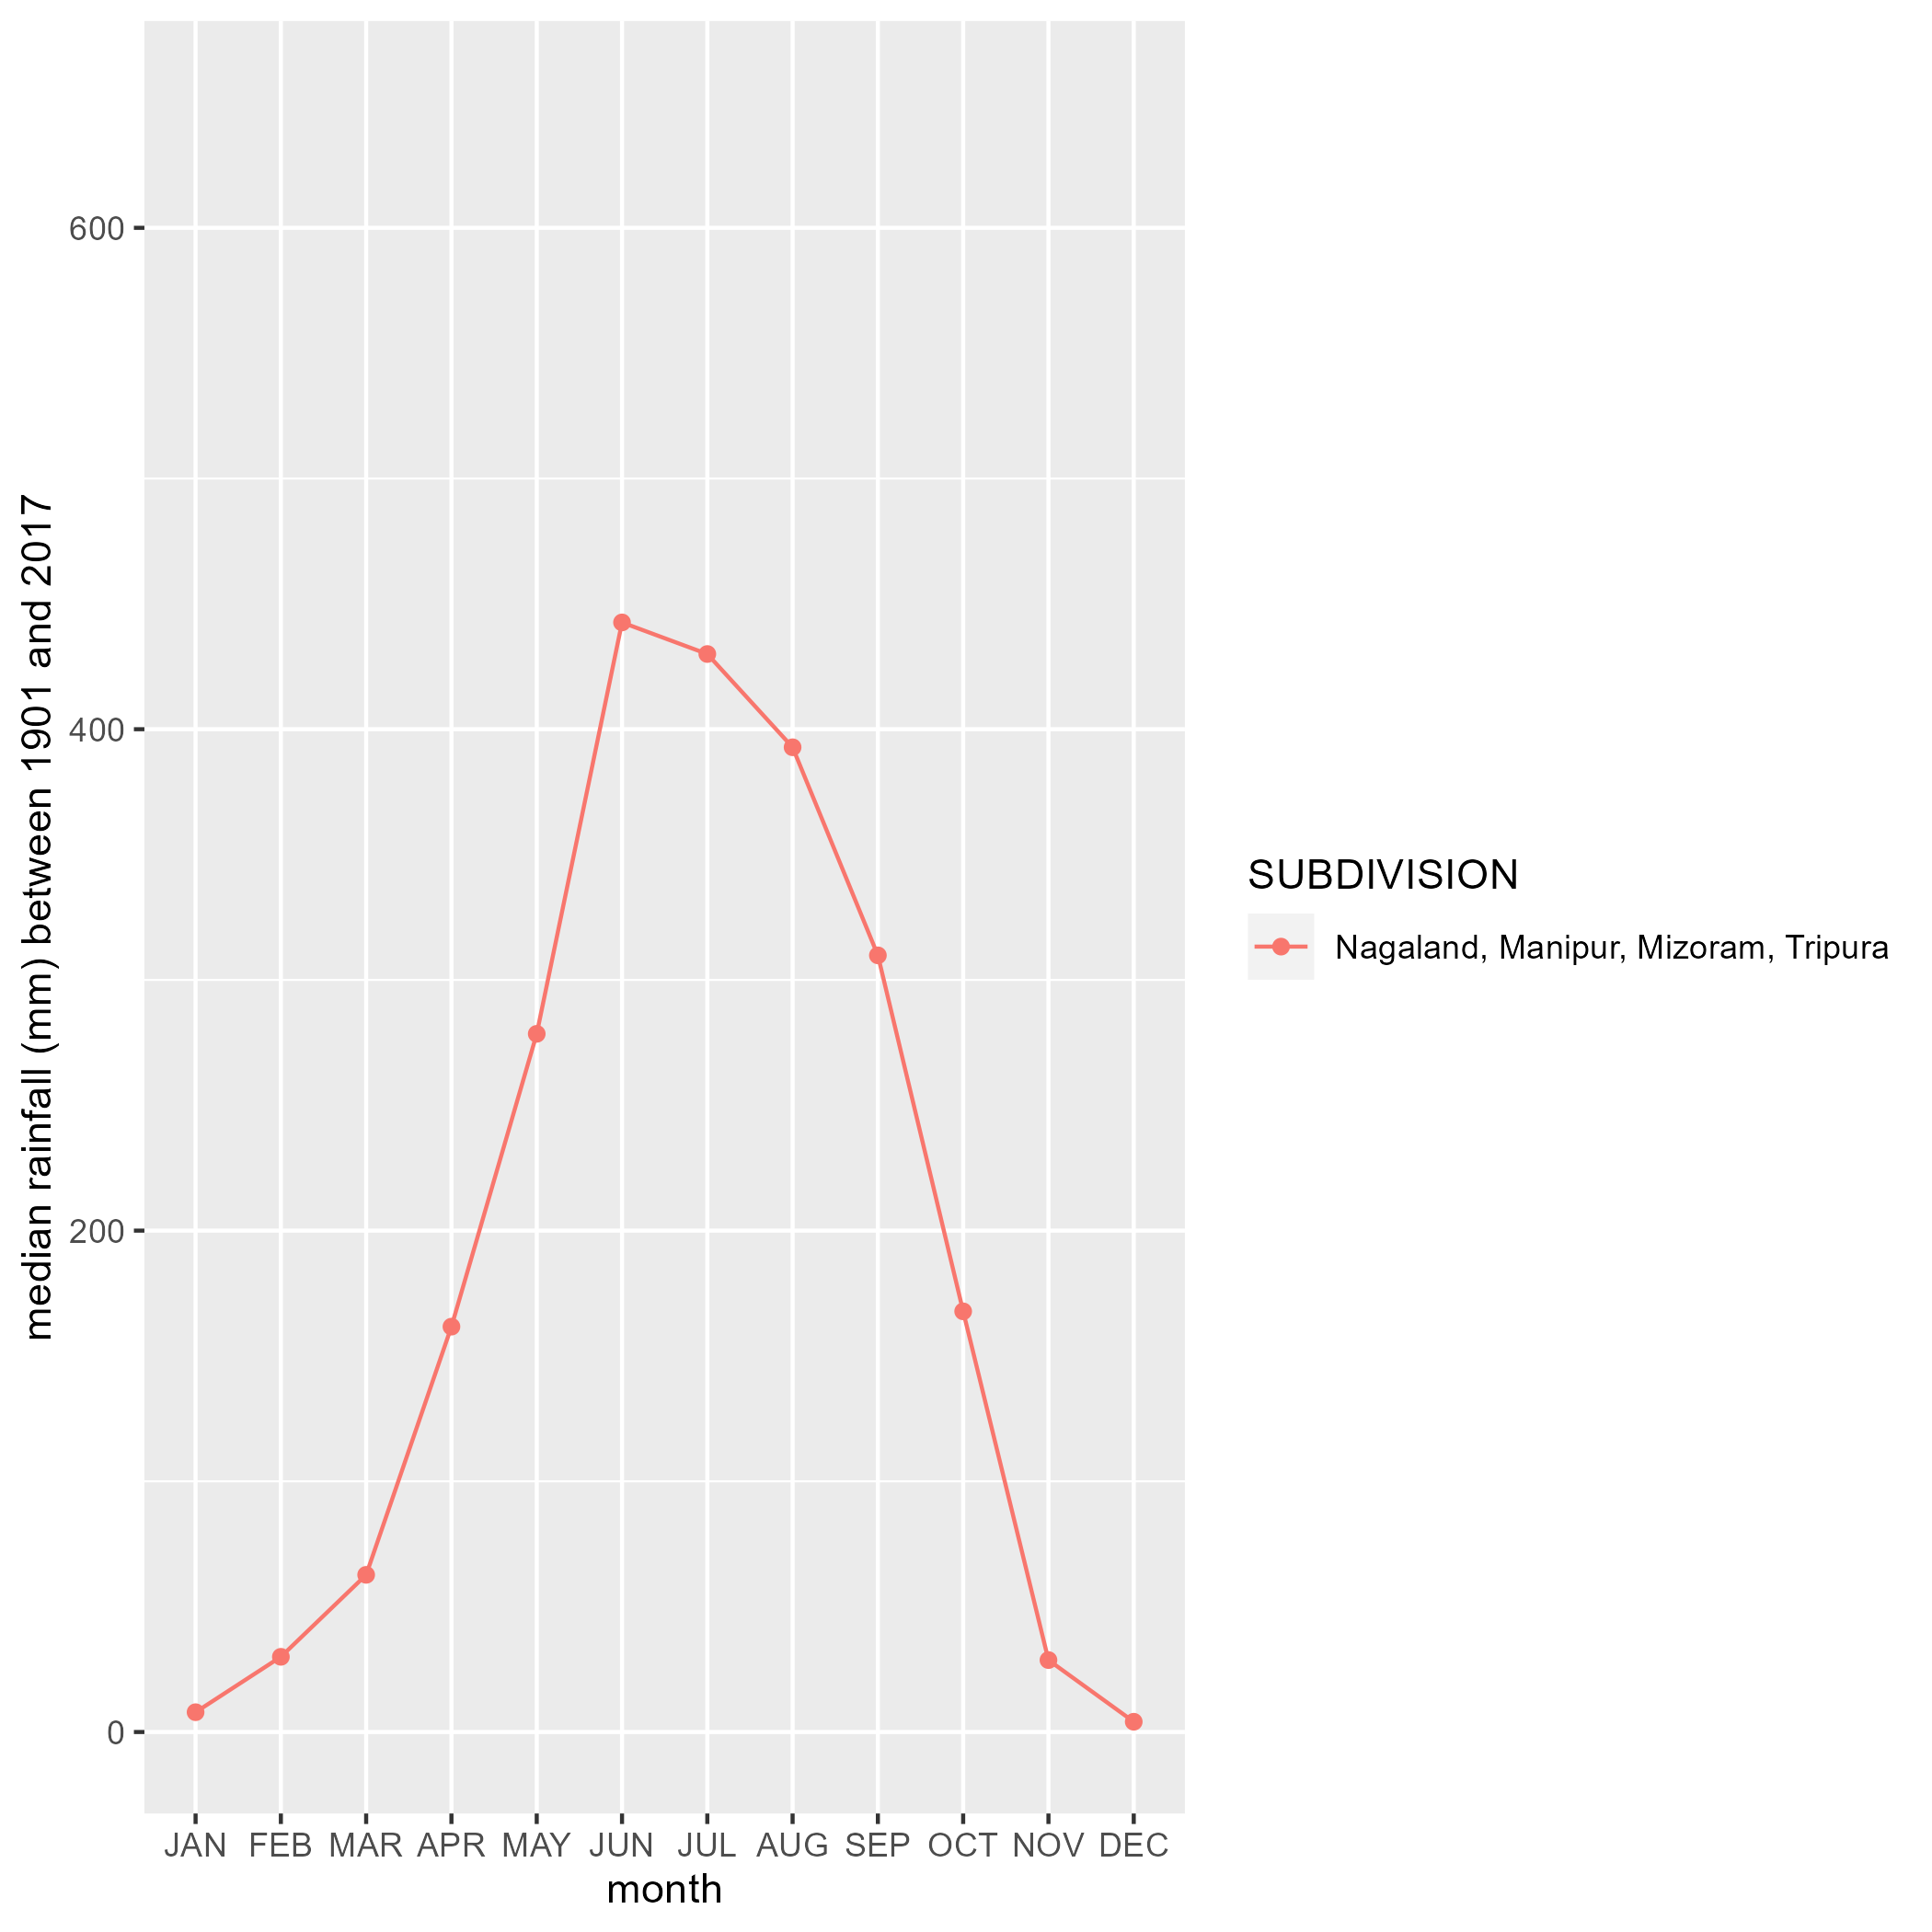 median rainfall (mm) between 1901 and 2017
600
400
200
0
JAN FEB MAR APR MAY JUN JUL AUG SEP OCT NOV DEC
month
SUBDIVISION
Nagaland, Manipur, Mizoram, Tripura